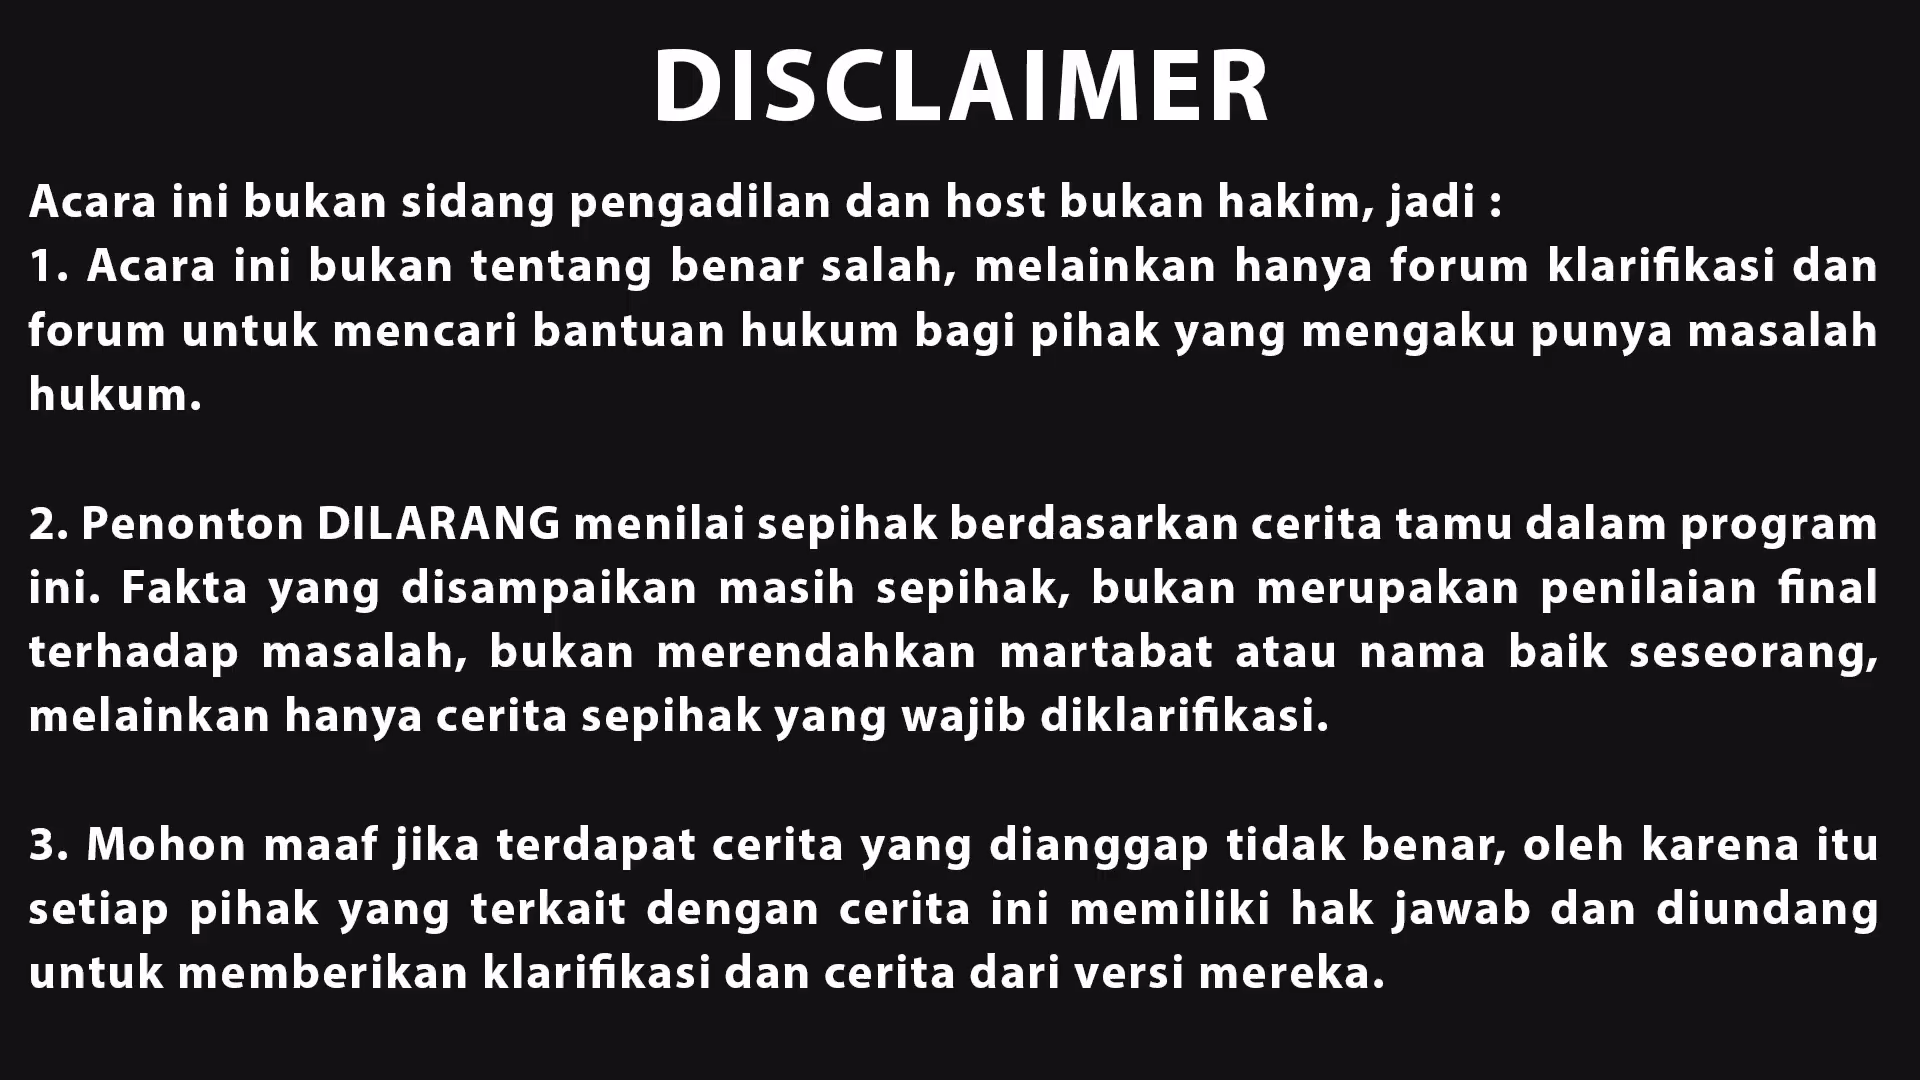 DISCLAIMER
Acara ini bukan sidang pengadilan dan host bukan hakim, jadi :
1. Acara ini bukan tentang benar salah, melainkan hanya forum klarifikasi dan
forum untuk mencari bantuan hukum bagi pihak yang mengaku punya masalah
hukum.
2. Penonton DILARANG menilai sepihak berdasarkan cerita tamu dalam program
ini. Fakta yang disampaikan masih sepihak, bukan merupakan penilaian final
terhadap masalah, bukan merendahkan martabat atau nama baik seseorang,
melainkan hanya cerita sepihak yang wajib diklarifikasi.
3. Mohon maaf jika terdapat cerita yang dianggap tidak benar, oleh karena itu
setiap pihak yang terkait dengan cerita ini memiliki hak jawab dan diundang
untuk memberikan klarifikasi dan cerita dari versi mereka.